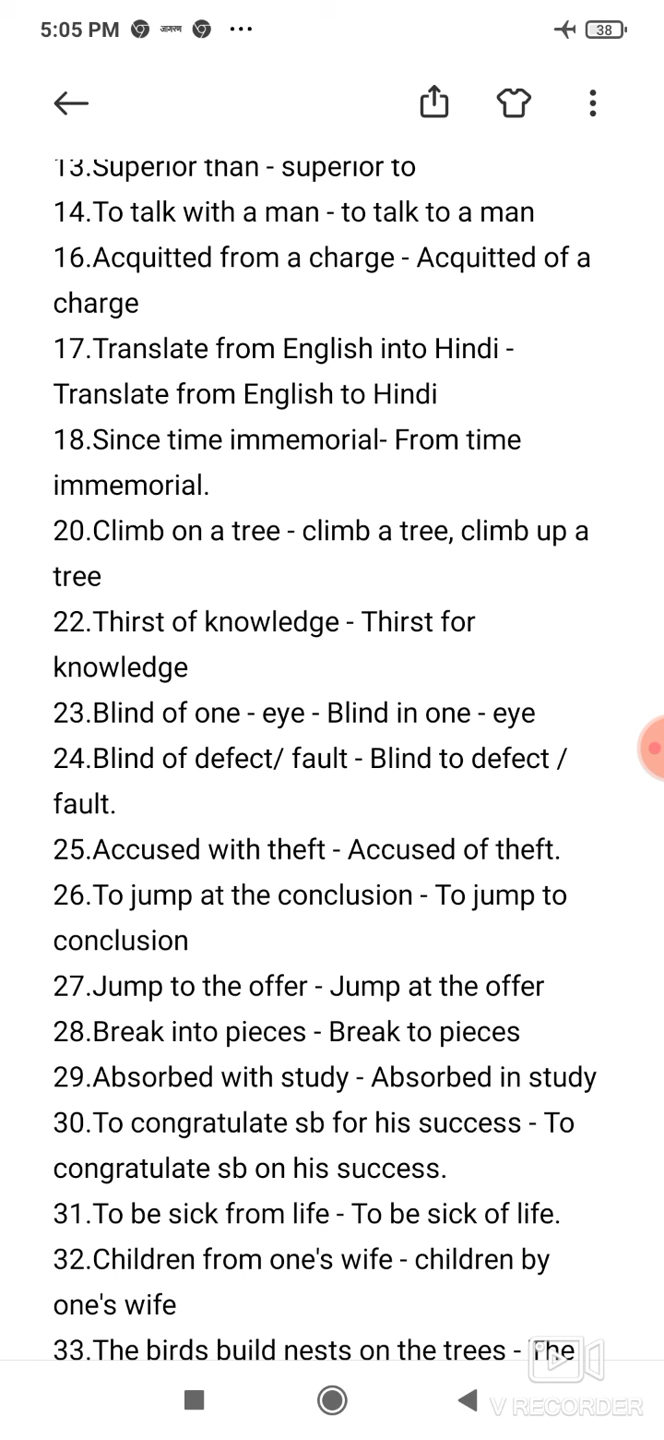 5:05 PM जागरण 38
13.Superior than - superior to
14.To talk with a man - to talk to a man
16.Acquitted from a charge - Acquitted of a
charge
17.Translate from English into Hindi -
Translate from English to Hindi
18.Since time immemorial- From time
immemorial.
20.Climb on a tree - climb a tree, climb up a
tree
22.Thirst of knowledge - Thirst for
knowledge
23.Blind of one - eye - Blind in one - eye
24.Blind of defect/ fault - Blind to defect /
fault.
25.Accused with theft - Accused of theft.
26.To jump at the conclusion - To jump to
conclusion
27.Jump to the offer - Jump at the offer
28.Break into pieces - Break to pieces
29.Absorbed with study - Absorbed in study
30.To congratulate sb for his success - To
congratulate sb on his success.
31.To be sick from life - To be sick of life.
32.Children from one's wife - children by
one's wife
33.The birds build nests on the trees - The
V RECORDER